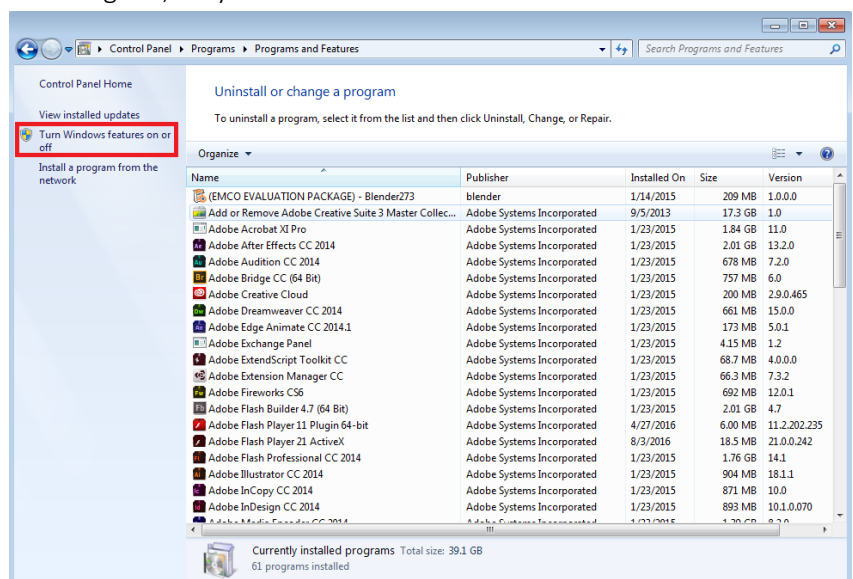 Control Panel ▸ Programs ▸ Programs and Features
Search Programs and Features
Control Panel Home
View installed updates
Turn Windows features on or
off
Install a program from the
network
Uninstall or change a program
To uninstall a program, select it from the list and then click Uninstall, Change, or Repair.
Organize
Name Publisher Installed On Size Version
(EMCO EVALUATION PACKAGE) - Blender273 blender 1/14/2015 209 MB 1.0.0.0
Add or Remove Adobe Creative Suite 3 Master Collec... Adobe Systems Incorporated 9/5/2013 17.3 GB 1.0
Adobe Acrobat XI Pro Adobe Systems Incorporated 1/23/2015 1.84 GB 11.0
Adobe After Effects CC 2014 Adobe Systems Incorporated 1/23/2015 2.01 GB 13.2.0
Adobe Audition CC 2014 Adobe Systems Incorporated 1/23/2015 678 MB 7.2.0
Adobe Bridge CC (64 Bit) Adobe Systems Incorporated 1/23/2015 757 MB 6.0
Adobe Creative Cloud Adobe Systems Incorporated 1/23/2015 200 MB 2.9.0.465
Adobe Dreamweaver CC 2014 Adobe Systems Incorporated 1/23/2015 661 MB 15.0.0
Adobe Edge Animate CC 2014.1 Adobe Systems Incorporated 1/23/2015 173 MB 5.0.1
Adobe Exchange Panel Adobe Systems Incorporated 1/23/2015 4.15 MB 1.2
Adobe ExtendScript Toolkit CC Adobe Systems Incorporated 1/23/2015 68.7 MB 4.0.0.0
Adobe Extension Manager CC Adobe Systems Incorporated 1/23/2015 66.3 MB 7.3.2
Adobe Fireworks CS6 Adobe Systems Incorporated 1/23/2015 692 MB 12.0.1
Adobe Flash Builder 4.7 (64 Bit) Adobe Systems Incorporated 1/23/2015 2.01 GB 4.7
Adobe Flash Player 11 Plugin 64-bit Adobe Systems Incorporated 4/27/2016 6.00 MB 11.2.202.235
Adobe Flash Player 21 ActiveX Adobe Systems Incorporated 8/3/2016 18.5 MB 21.0.0.242
Adobe Flash Professional CC 2014 Adobe Systems Incorporated 1/23/2015 1.76 GB 14.1
Adobe Illustrator CC 2014 Adobe Systems Incorporated 1/23/2015 904 MB 18.1.1
Adobe InCopy CC 2014 Adobe Systems Incorporated 1/23/2015 871 MB 10.0
Adobe InDesign CC 2014 Adobe Systems Incorporated 1/23/2015 893 MB 10.1.0.070
Adobe Media Encoder CC 2014 Adobe Systems Incorporated 1/23/2015
Currently installed programs Total size: 39.1 GB
61 programs installed